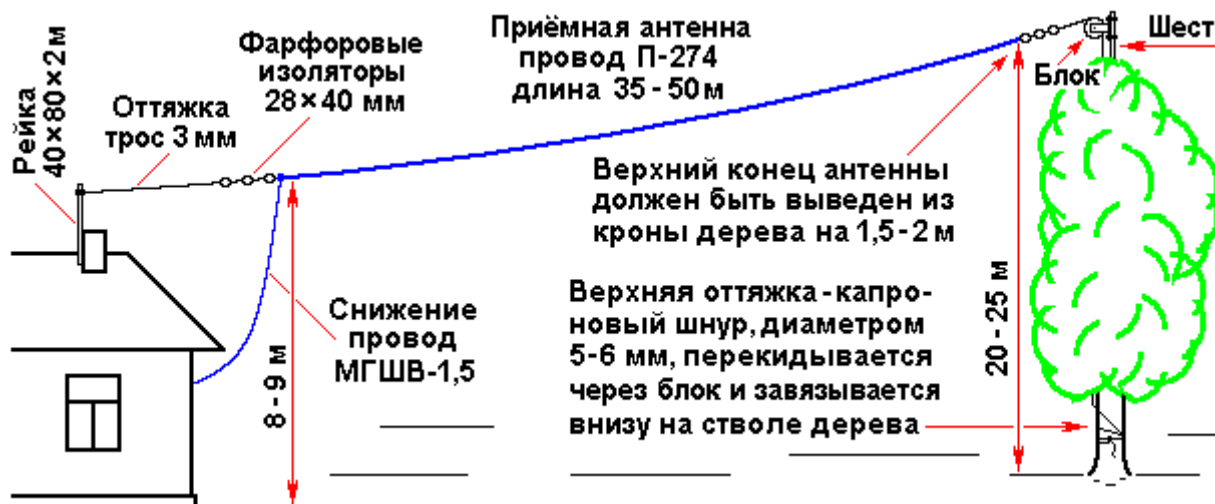 Рейка
40×80×2м
Оттяжка
трос 3 мм
Фарфоровые
изоляторы
28×40 мм
Приёмная антенна
провод П-274
длина 35-50м
Шест
Блок
Верхний конец антенны
должен быть выведен из
кроны дерева на 1,5-2 м
Снижение
провод
МГШВ-1,5
8-9 м
Верхняя оттяжка-капро-
новый шнур, диаметром
5-6 мм, перекидывается
через блок и завязывается
внизу на стволе дерева
20-25 м